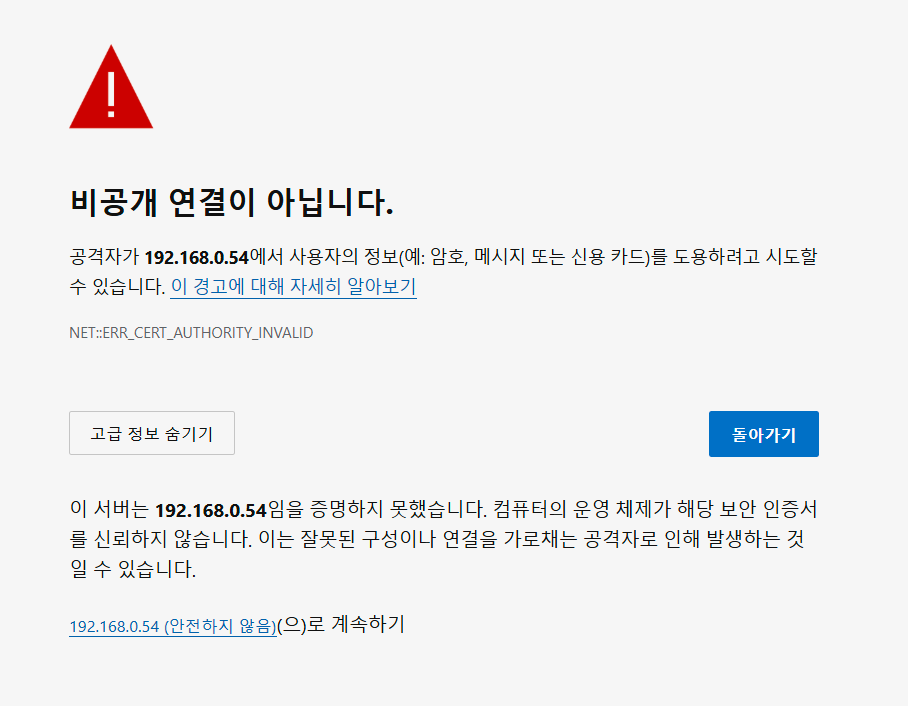 비공개 연결이 아닙니다.
공격자가 192.168.0.54에서 사용자의 정보(예: 암호, 메시지 또는 신용 카드)를 도용하려고 시도할
수 있습니다. 이 경고에 대해 자세히 알아보기
NET::ERR_CERT_AUTHORITY_INVALID
고급 정보 숨기기
돌아가기
이 서버는 192.168.0.54임을 증명하지 못했습니다. 컴퓨터의 운영 체제가 해당 보안 인증서
를 신뢰하지 않습니다. 이는 잘못된 구성이나 연결을 가로채는 공격자로 인해 발생하는 것
일 수 있습니다.
192.168.0.54 (안전하지 않음)(으)로 계속하기